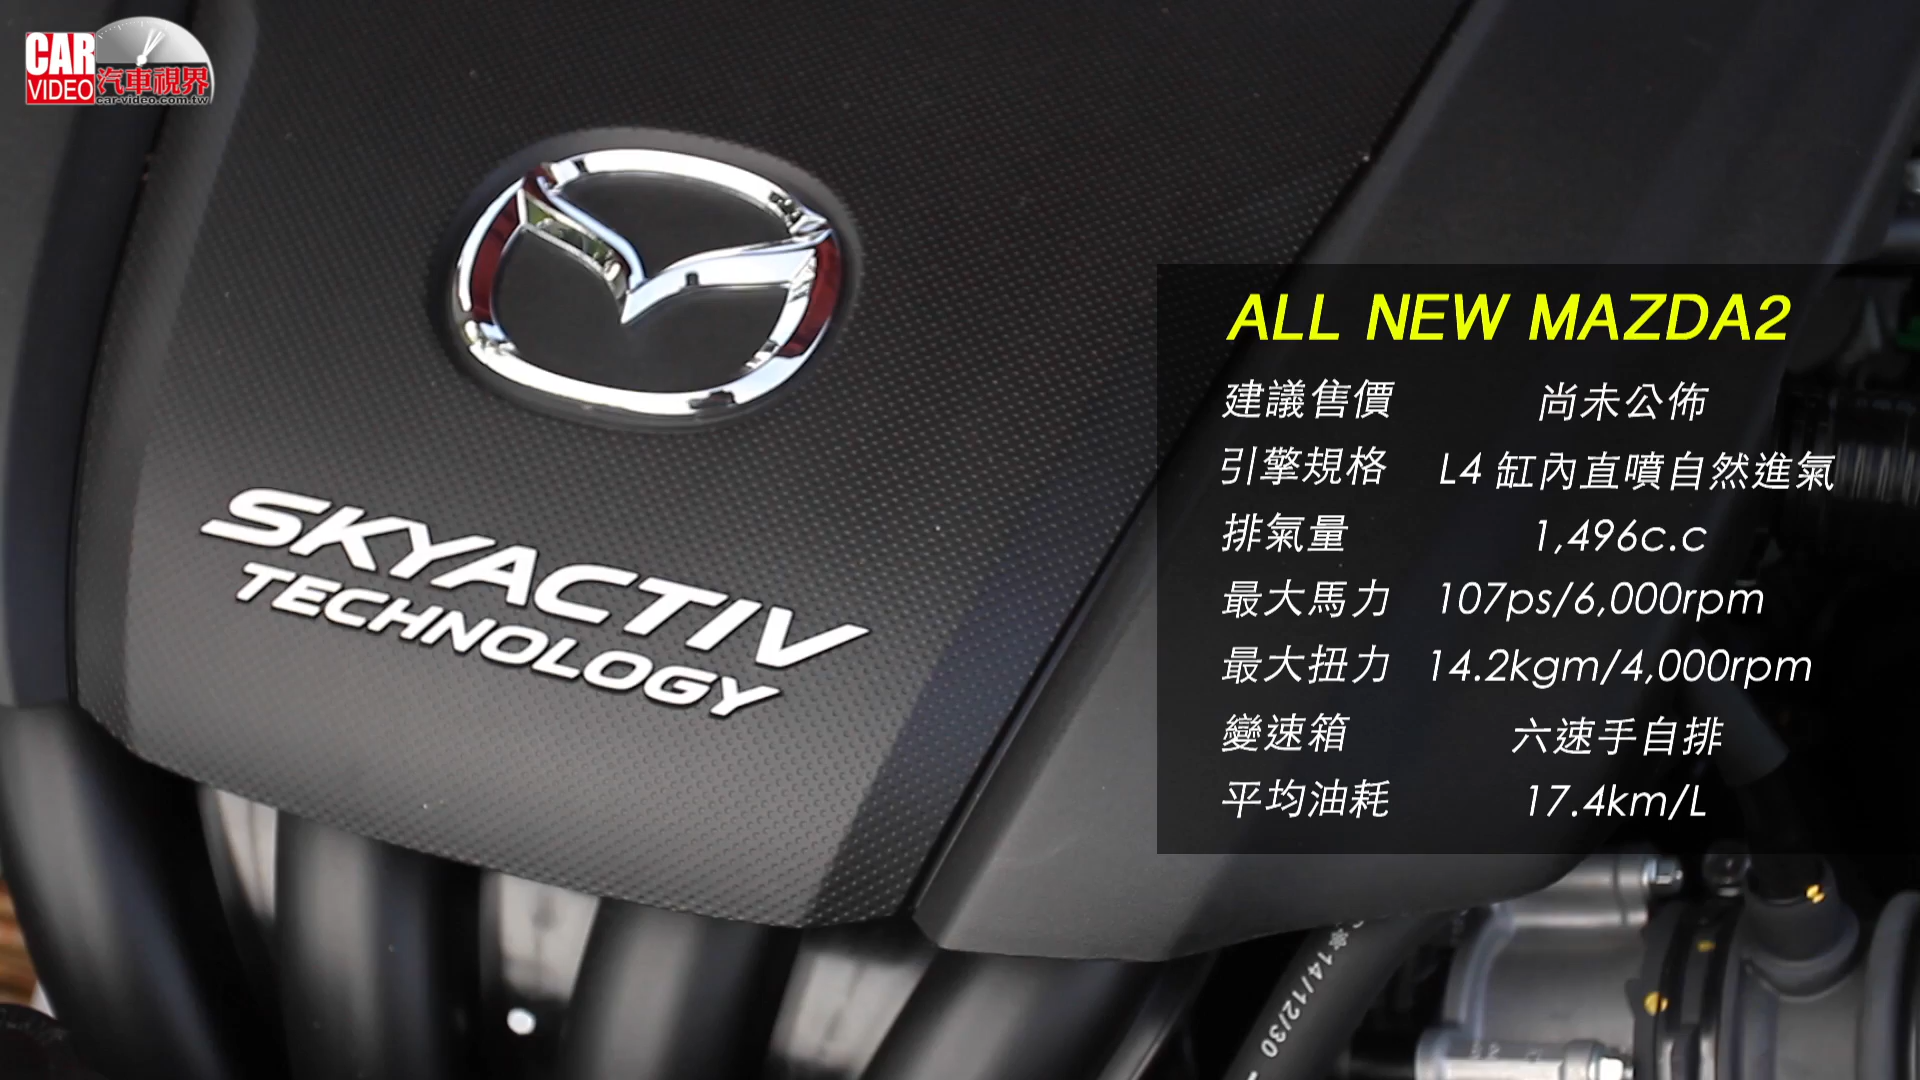 CAR
VIDEO 汽車視界
car-video.com.tw
SKYACTIV
TECHNOLOGY
ALL NEW MAZDA2
建議售價 尚未公佈
引擎規格 L4 缸內直噴自然進氣
排氣量 1,496c.c
最大馬力 107ps/6,000rpm
最大扭力 14.2kgm/4,000rpm
變速箱 六速手自排
平均油耗 17.4km/L
14/12/30